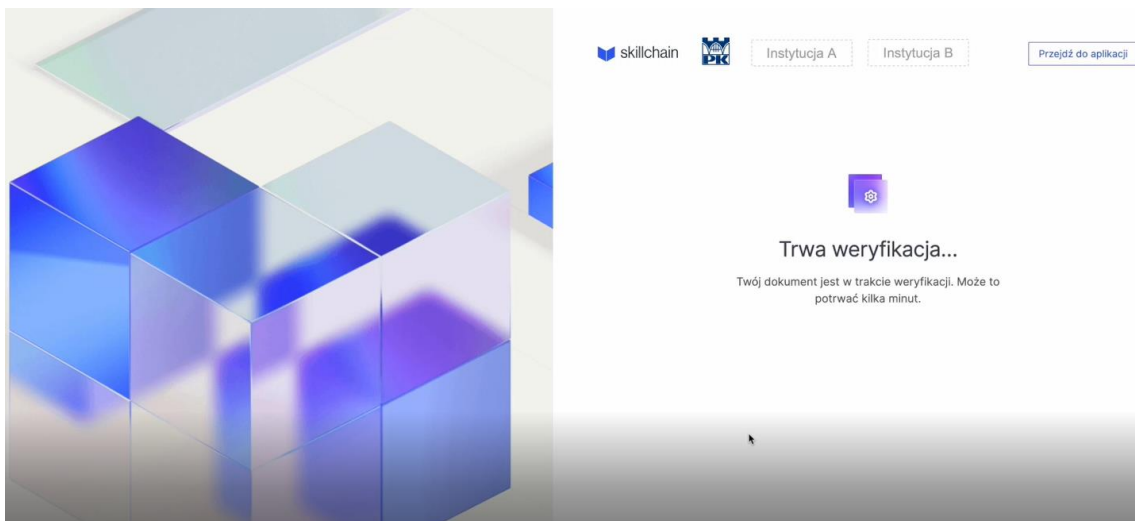 skillchain
PK
Instytucja A
Instytucja B
Przejdź do aplikacji
Trwa weryfikacja...
Twój dokument jest w trakcie weryfikacji. Może to
potrwać kilka minut.